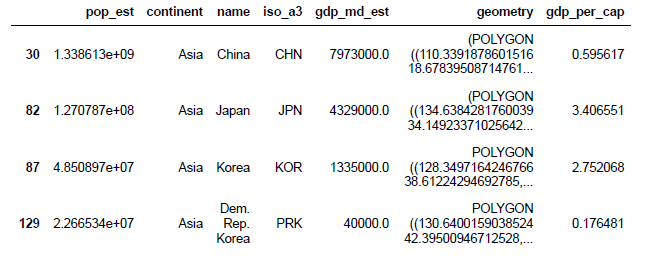 pop_est continent name iso_a3 gdp_md_est geometry gdp_per_cap
30 1.338613e+09 Asia China CHN 7973000.0 (POLYGON ((110.3391878601516 18.67839508714761... 0.595617
82 1.270787e+08 Asia Japan JPN 4329000.0 (POLYGON ((134.6384281760039 34.14923371025642... 3.406551
87 4.850897e+07 Asia Korea KOR 1335000.0 POLYGON ((128.3497164246766 38.61224294692785,... 2.752068
129 2.266534e+07 Asia Dem. Rep. Korea PRK 40000.0 POLYGON ((130.6400159038524 42.39500946712528,... 0.176481